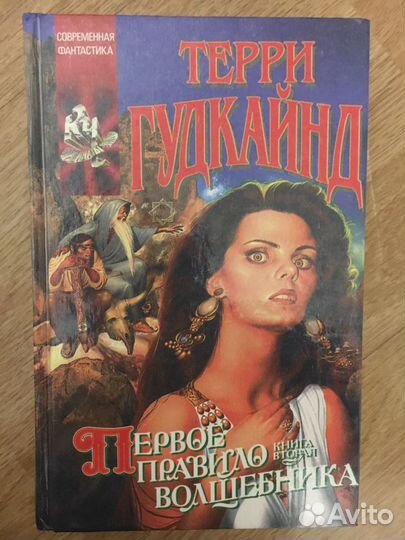 СОВРЕМЕННАЯ
ФАНТАСТИКА
ТЕРРИ
ГУДКАЙНД
ПЕРВОЕ
ПРАВИЛО
ВОЛШЕБНИКА
КНИГА
ВТОРАЯ
Avito